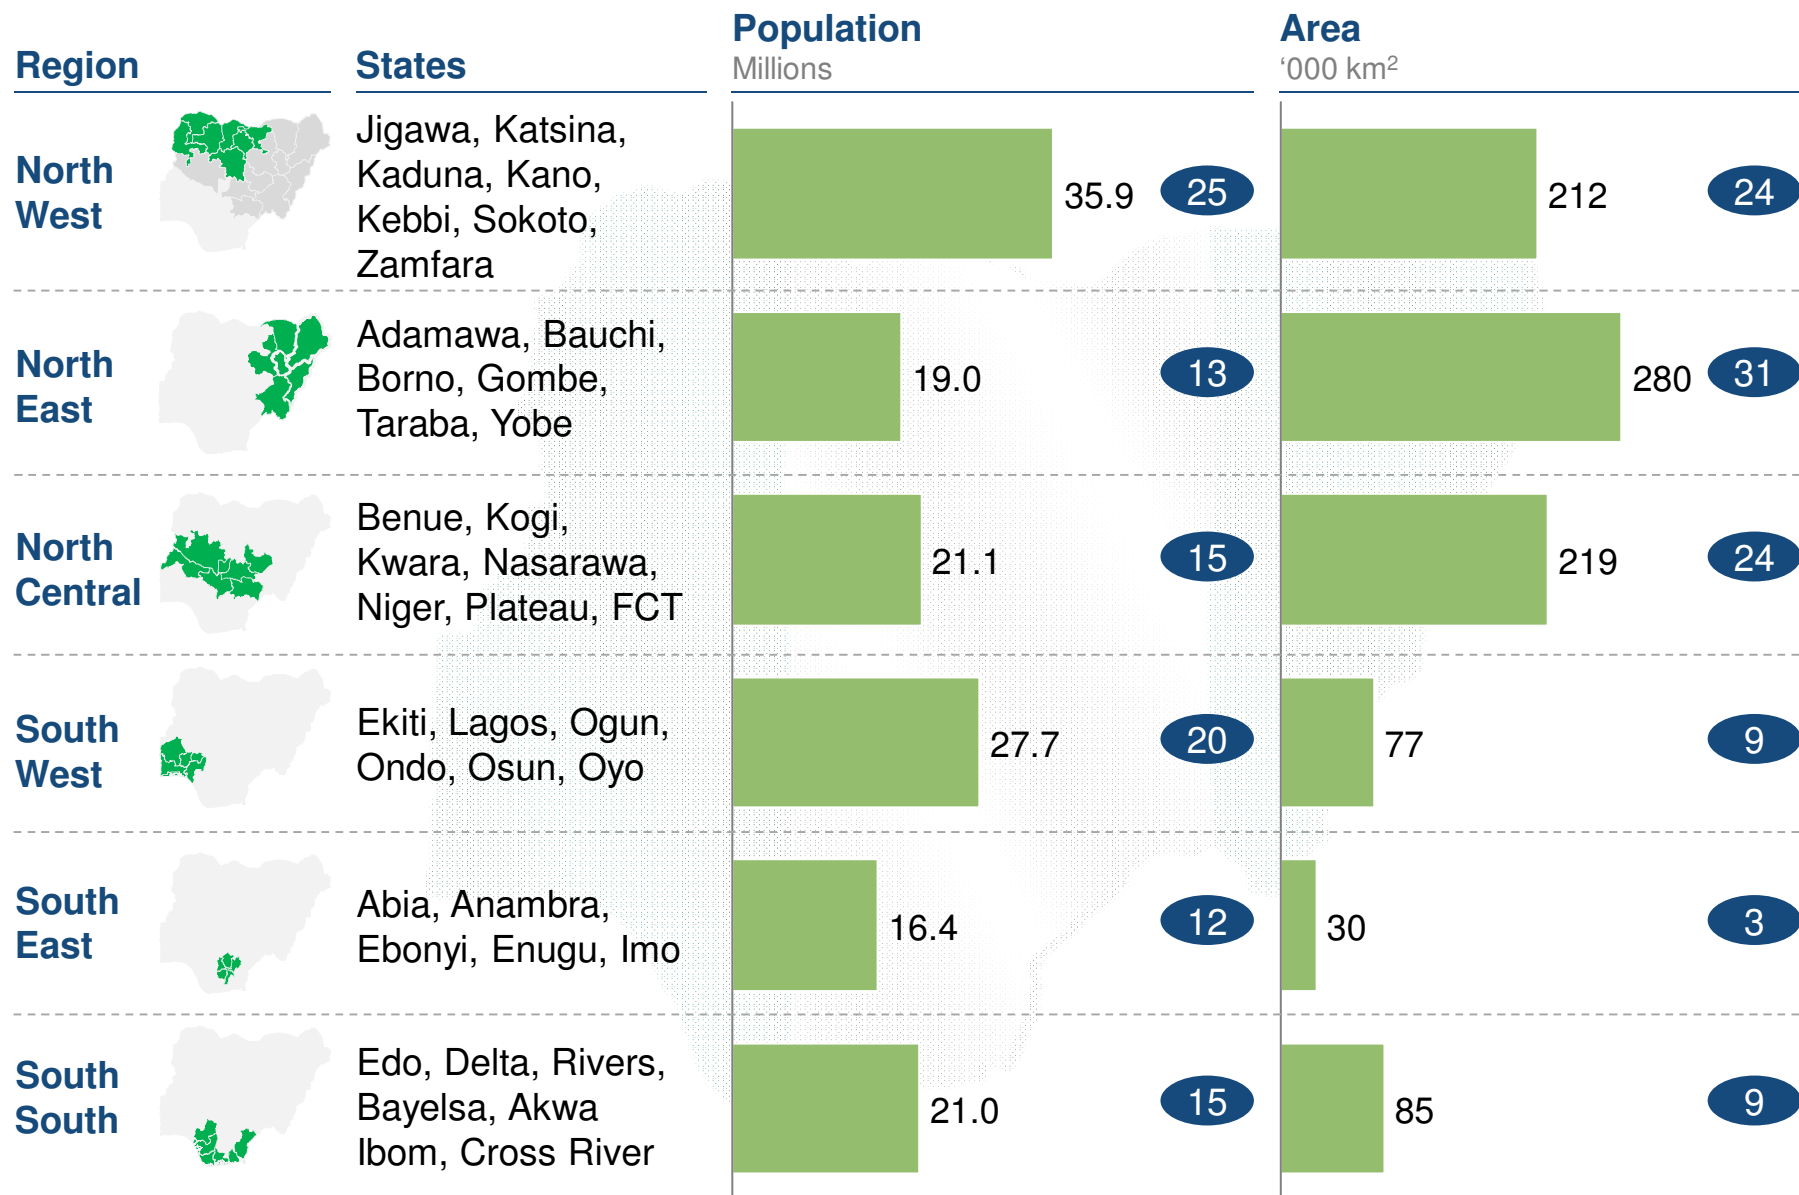 Region
States
Population
Millions
Area
‘000 km²
North
West
Jigawa, Katsina,
Kaduna, Kano,
Kebbi, Sokoto,
Zamfara
35.9
25
212
24
North
East
Adamawa, Bauchi,
Borno, Gombe,
Taraba, Yobe
19.0
13
280
31
North
Central
Benue, Kogi,
Kwara, Nasarawa,
Niger, Plateau, FCT
21.1
15
219
24
South
West
Ekiti, Lagos, Ogun,
Ondo, Osun, Oyo
27.7
20
77
9
South
East
Abia, Anambra,
Ebonyi, Enugu, Imo
16.4
12
30
3
South
South
Edo, Delta, Rivers,
Bayelsa, Akwa
Ibom, Cross River
21.0
15
85
9